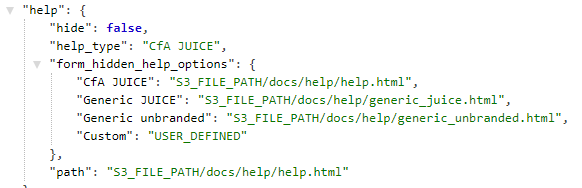 "help": {
"hide": false,
"help_type": "CfA JUICE",
"form_hidden_help_options": {
"CfA JUICE": "S3_FILE_PATH/docs/help/help.html",
"Generic JUICE": "S3_FILE_PATH/docs/help/generic_juice.html",
"Generic unbranded": "S3_FILE_PATH/docs/help/generic_unbranded.html",
"Custom": "USER_DEFINED"
},
"path": "S3_FILE_PATH/docs/help/help.html"
}